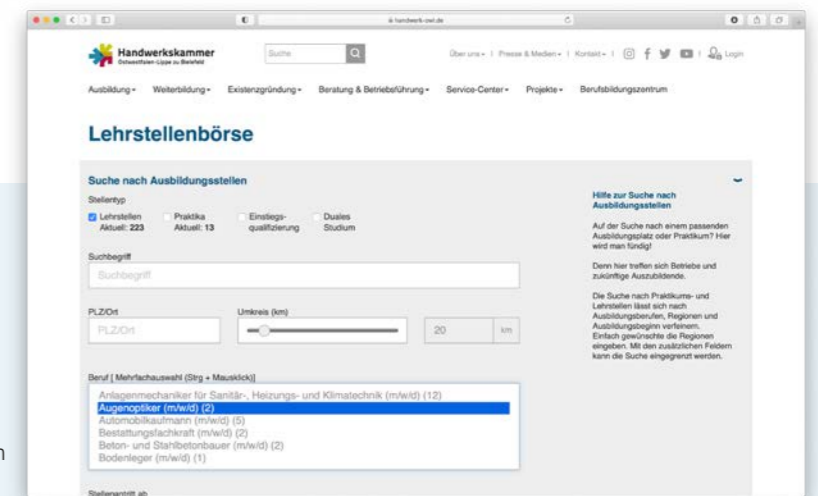 handwerk-owl.de
Handwerkskammer
Ostwestfalen-Lippe zu Bielefeld
Suche
Über uns | Presse & Medien | Kontakt | Login
Ausbildung Weiterbildung Existenzgründung Beratung & Betriebsführung Service-Center Projekte Berufsbildungszentrum
Lehrstellenbörse
Suche nach Ausbildungsstellen
Stellentyp
Lehrstellen Praktika Einstiegs- Duales
Aktuell: 223 Aktuell: 13 qualifizierung Studium
Suchbegriff
Suchbegriff
PLZ/Ort Umkreis (km)
PLZ/Ort 20 km
Beruf [ Mehrfachauswahl (Strg + Mausklick)]
Anlagenmechaniker für Sanitär-, Heizungs- und Klimatechnik (m/w/d) (12)
Augenoptiker (m/w/d) (2)
Automobilkaufmann (m/w/d) (5)
Bestattungsfachkraft (m/w/d) (2)
Beton- und Stahlbetonbauer (m/w/d) (2)
Bodenleger (m/w/d) (1)
Stellenantritt ab
Hilfe zur Suche nach
Ausbildungsstellen
Auf der Suche nach einem passenden
Ausbildungsplatz oder Praktikum? Hier
wird man fündig!
Denn hier treffen sich Betriebe und
zukünftige Auszubildende.
Die Suche nach Praktikums- und
Lehrstellen lässt sich nach
Ausbildungsberufen, Regionen und
Ausbildungsbeginn verfeinern.
Einfach gewünschte die Regionen
eingeben. Mit den zusätzlichen Feldern
kann die Suche eingegrenzt werden.